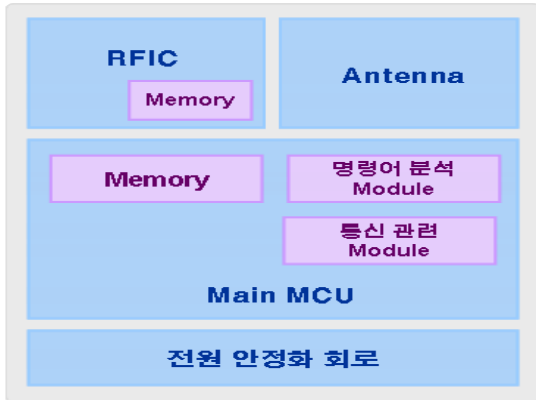 RFIC
Memory
Antenna
Memory
명령어 분석
Module
통신 관련
Module
Main MCU
전원 안정화 회로